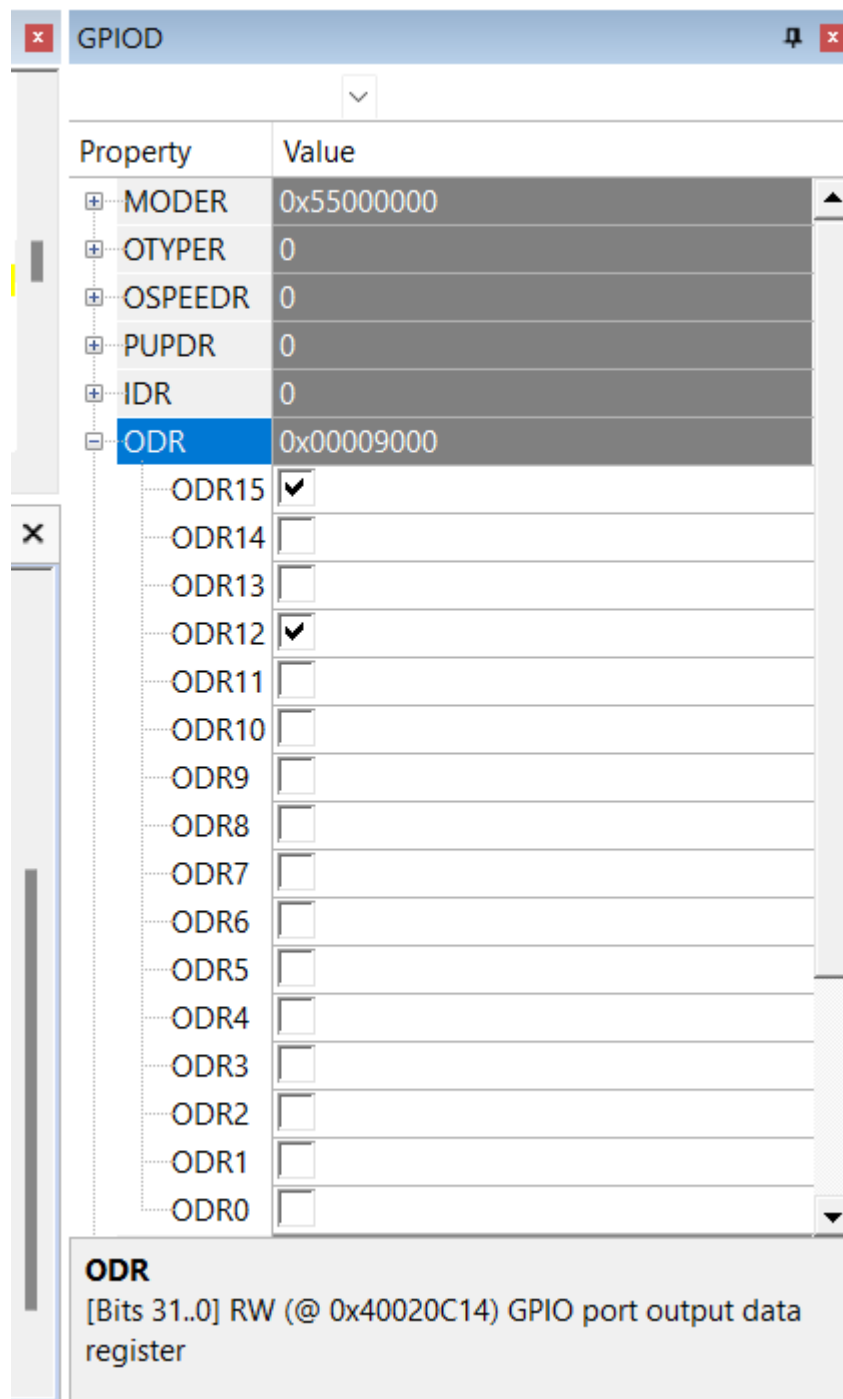 GPIOD
Property Value
MODER 0x55000000
OTYPER 0
OSPEEDR 0
PUPDR 0
IDR 0
ODR 0x00009000
ODR15
ODR14
ODR13
ODR12
ODR11
ODR10
ODR9
ODR8
ODR7
ODR6
ODR5
ODR4
ODR3
ODR2
ODR1
ODR0
ODR
[Bits 31..0] RW (@ 0x40020C14) GPIO port output data
register